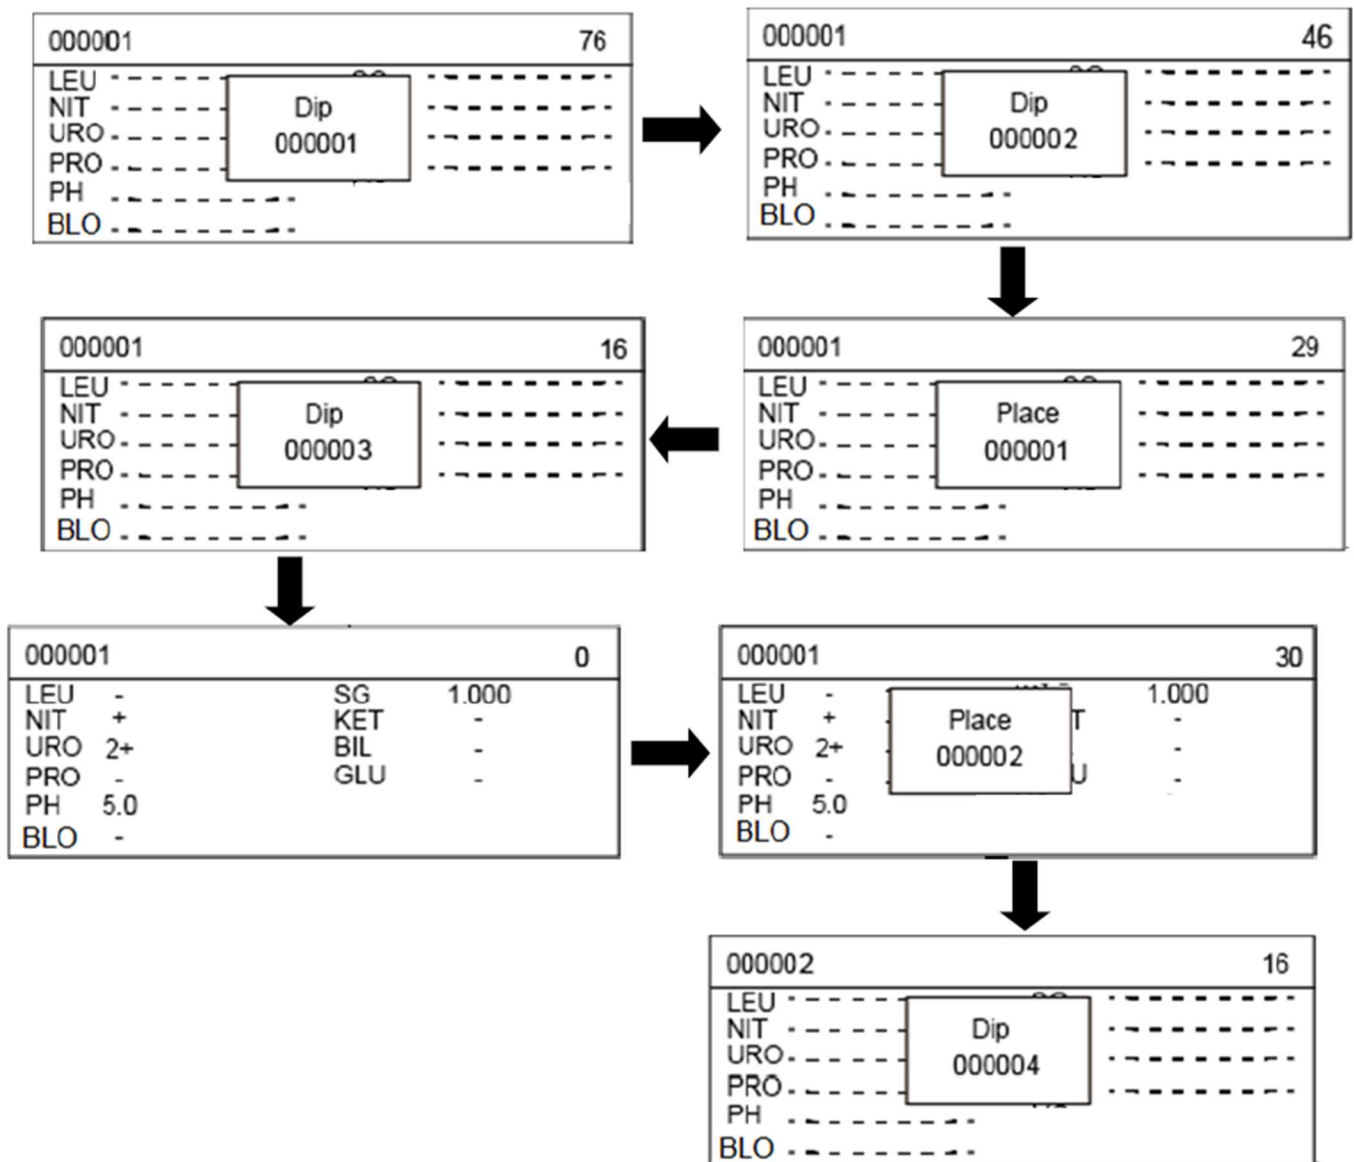 000001 76
LEU
NIT
URO
PRO
PH
BLO
Dip
000001
000001 46
LEU
NIT
URO
PRO
PH
BLO
Dip
000002
000001 16
LEU
NIT
URO
PRO
PH
BLO
Dip
000003
000001 29
LEU
NIT
URO
PRO
PH
BLO
Place
000001
000001 0
LEU - SG 1.000
NIT + KET -
URO 2+ BIL -
PRO - GLU -
PH 5.0
BLO -
000001 30
LEU - 1.000
NIT + T -
URO 2+ -
PRO - U -
PH 5.0
BLO -
Place
000002
000002 16
LEU
NIT
URO
PRO
PH
BLO
Dip
000004